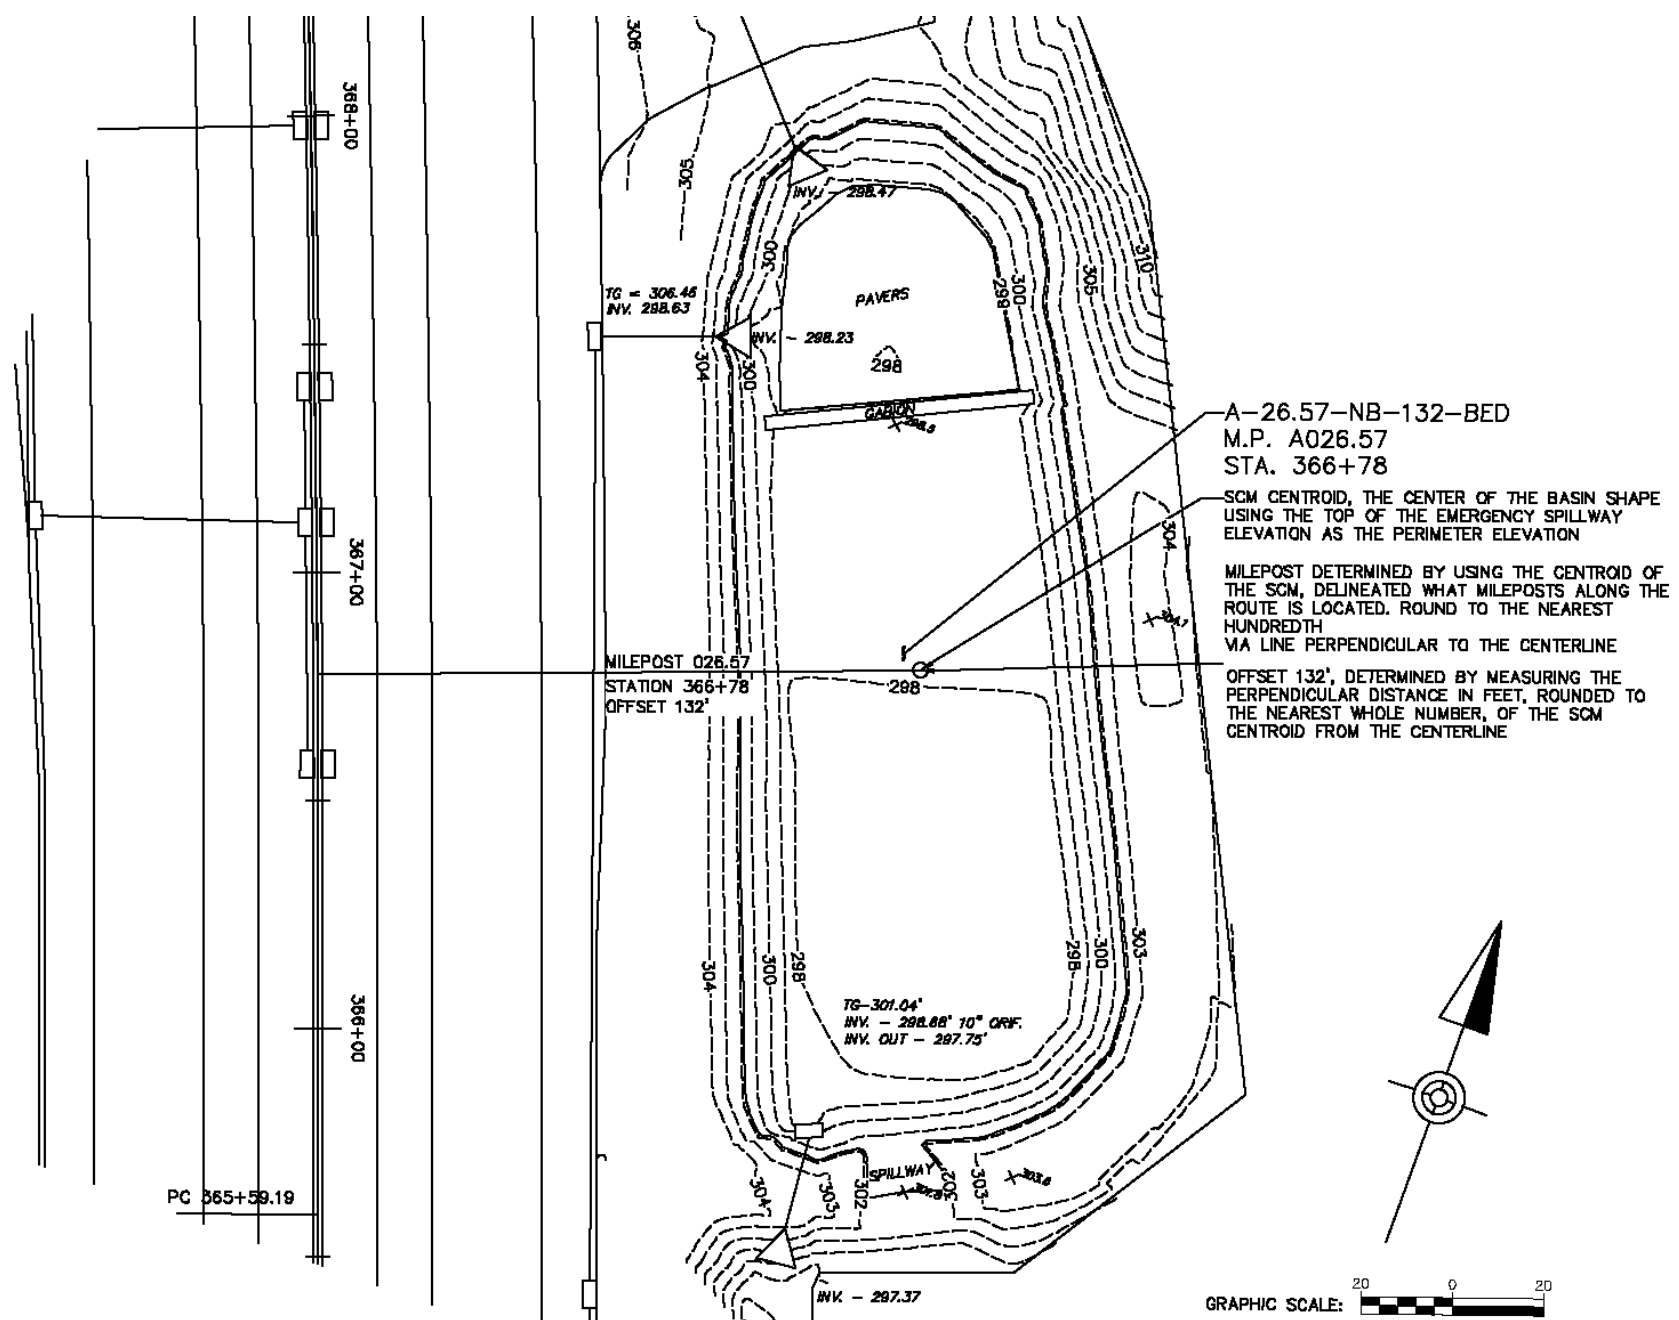 306
368+00
305
INV. - 298.47
310
300
305
300
299
TG = 306.46
INV. 298.63
PAVERS
INV. - 298.23
298
304
300
GABION
298.5
A-26.57-NB-132-BED
M.P. A026.57
STA. 366+78
SCM CENTROID, THE CENTER OF THE BASIN SHAPE
USING THE TOP OF THE EMERGENCY SPILLWAY
ELEVATION AS THE PERIMETER ELEVATION
304
367+00
MILEPOST DETERMINED BY USING THE CENTROID OF
THE SCM, DELINEATED WHAT MILEPOSTS ALONG THE
ROUTE IS LOCATED. ROUND TO THE NEAREST
HUNDREDTH
VIA LINE PERPENDICULAR TO THE CENTERLINE
304.1
MILEPOST 026.57
STATION 366+78
OFFSET 132'
298
OFFSET 132', DETERMINED BY MEASURING THE
PERPENDICULAR DISTANCE IN FEET, ROUNDED TO
THE NEAREST WHOLE NUMBER, OF THE SCM
CENTROID FROM THE CENTERLINE
304
300
298
298
300
303
366+00
TG-301.04'
INV. - 298.68' 10" ORIF.
INV. OUT - 297.75'
PC 365+59.19
304
303
302
SPILLWAY
302
303
303.6
INV. - 297.37
GRAPHIC SCALE:
20 0 20